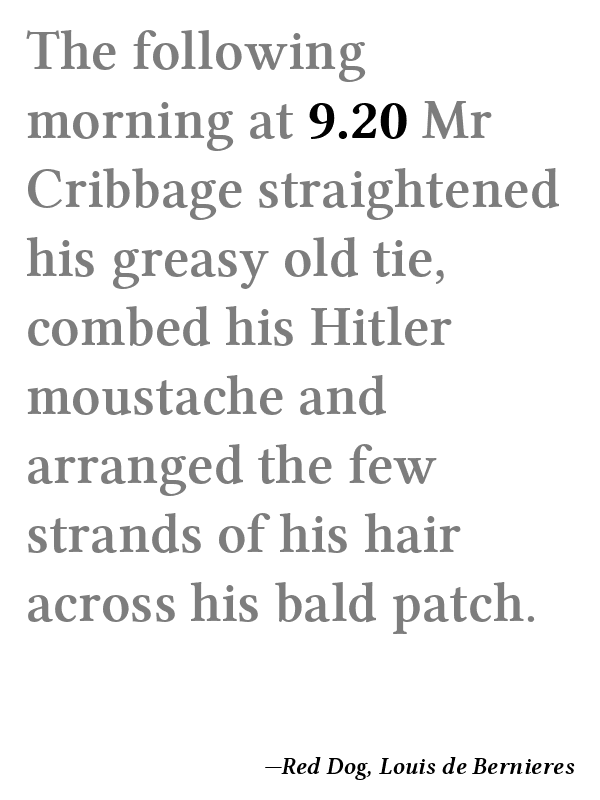 The following
morning at 9.20 Mr
Cribbage straightened
his greasy old tie,
combed his Hitler
moustache and
arranged the few
strands of his hair
across his bald patch.
—Red Dog, Louis de Bernieres